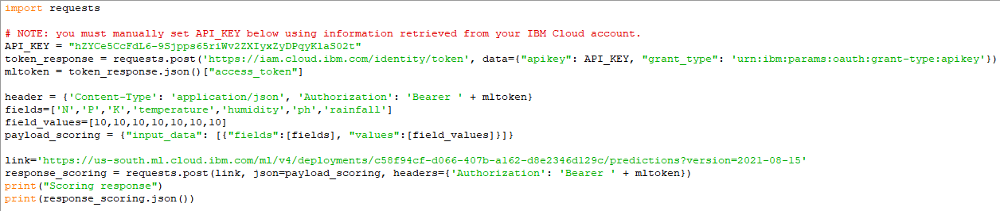 import requests
# NOTE: you must manually set API_KEY below using information retrieved from your IBM Cloud account.
API_KEY = "hZYCe5CcFdL6-9Sjpps65riWv2ZXIyxZyDPqyKlaS02t"
token_response = requests.post('https://iam.cloud.ibm.com/identity/token', data={"apikey": API_KEY, "grant_type": 'urn:ibm:params:oauth:grant-type:apikey'})
mltoken = token_response.json()["access_token"]
header = {'Content-Type': 'application/json', 'Authorization': 'Bearer ' + mltoken}
fields=['N','P','K','temperature','humidity','ph','rainfall']
field_values=[10,10,10,10,10,10,10]
payload_scoring = {"input_data": [{"fields":[fields], "values":[field_values]}]}
link='https://us-south.ml.cloud.ibm.com/ml/v4/deployments/c58f94cf-d066-407b-a162-d8e2346d129c/predictions?version=2021-08-15'
response_scoring = requests.post(link, json=payload_scoring, headers={'Authorization': 'Bearer ' + mltoken})
print("Scoring response")
print(response_scoring.json())